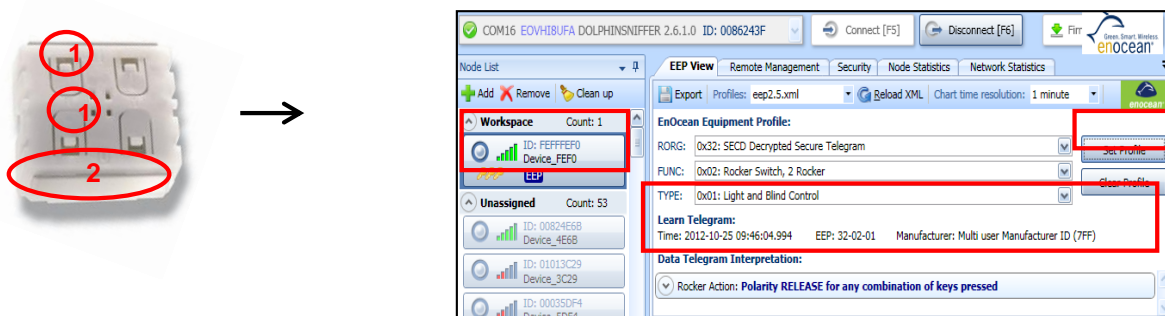 1
1
2
COM16 EOVHIBUFA DOLPHINSNIFFER 2.6.1.0 ID: 0086243F
Connect [F5]
Disconnect [F6]
Green. Smart. Wireless
enocean®
Node List
Add Remove Clean up
Workspace Count: 1
ID: FEFFFEF0
Device_FEF0
EEP
Unassigned Count: 53
ID: 00824E6B
Device_4E6B
ID: 01013C29
Device_3C29
ID: 00035DF4
EEP View Remote Management Security Node Statistics Network Statistics
Export Profiles: eep2.5.xml Reload XML Chart time resolution: 1 minute
enocean
EnOcean Equipment Profile:
RORG: 0x32: SECD Decrypted Secure Telegram
Set Profile
FUNC: 0x02: Rocker Switch, 2 Rocker
Clear Profile
TYPE: 0x01: Light and Blind Control
Learn Telegram:
Time: 2012-10-25 09:46:04.994 EEP: 32-02-01 Manufacturer: Multi user Manufacturer ID (7FF)
Data Telegram Interpretation:
Rocker Action: Polarity RELEASE for any combination of keys pressed